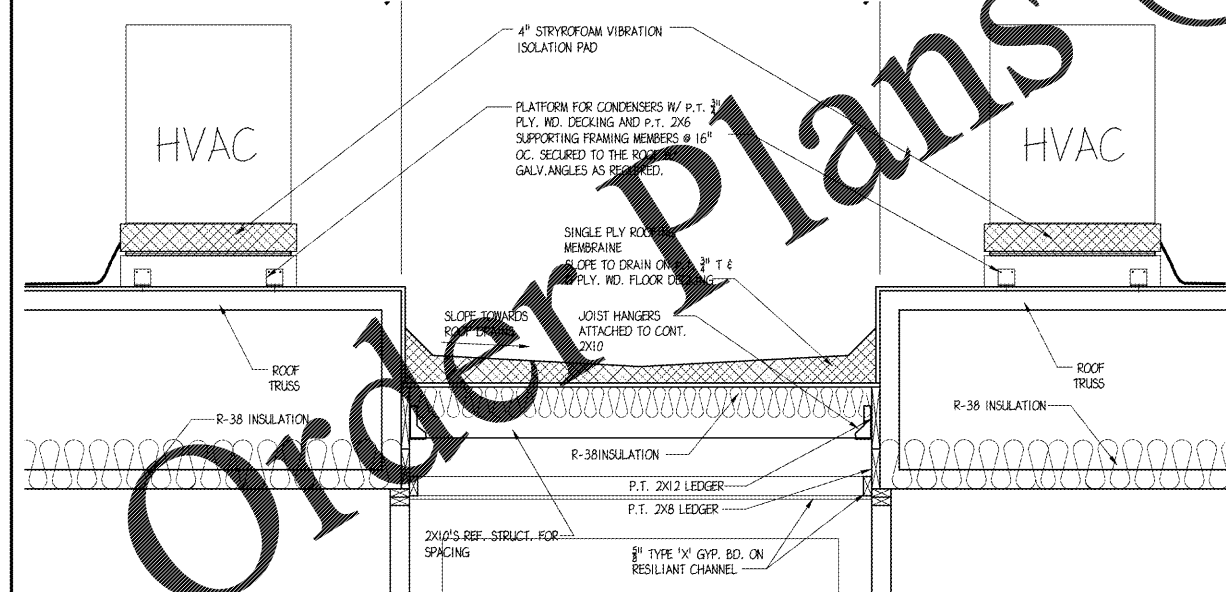 4" STRYROFOAM VIBRATION
ISOLATION PAD
HVAC
HVAC
PLATFORM FOR CONDENSERS W/ P.T. 3/4"
PLY. WD. DECKING AND P.T. 2X6
SUPPORTING FRAMING MEMBERS @ 16"
OC. SECURED TO THE ROOF
GALV.ANGLES AS REQUIRED.
SINGLE PLY ROOFING
MEMBRAINE
SLOPE TO DRAIN ON 3/4" T &
PLY. WD. FLOOR DECKING
SLOPE TOWARDS
ROOF DRAINS
JOIST HANGERS
ATTACHED TO CONT.
2X10
ROOF
TRUSS
ROOF
TRUSS
R-38 INSULATION
R-38 INSULATION
R-38INSULATION
P.T. 2X12 LEDGER
P.T. 2X8 LEDGER
2X10'S REF. STRUCT. FOR
SPACING
5/8" TYPE 'X' GYP. BD. ON
RESILIANT CHANNEL
Order Plans